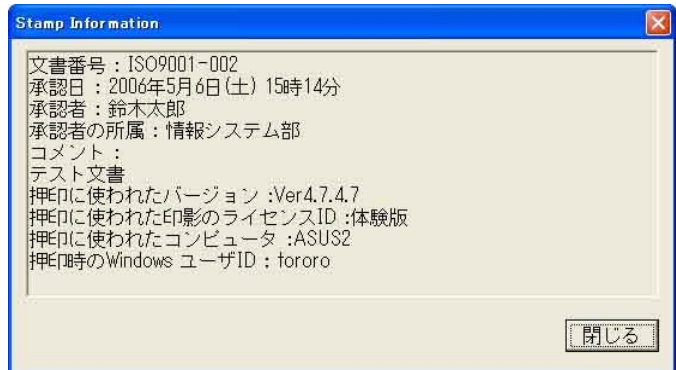 Stamp Information
文書番号：ISO9001-002
承認日：2006年5月6日(土) 15時14分
承認者：鈴木太郎
承認者の所属：情報システム部
コメント：
テスト文書
押印に使われたバージョン :Ver4.7.4.7
押印に使われた印影のライセンスID :体験版
押印に使われたコンピュータ :ASUS2
押印時のWindows ユーザID：tororo
閉じる